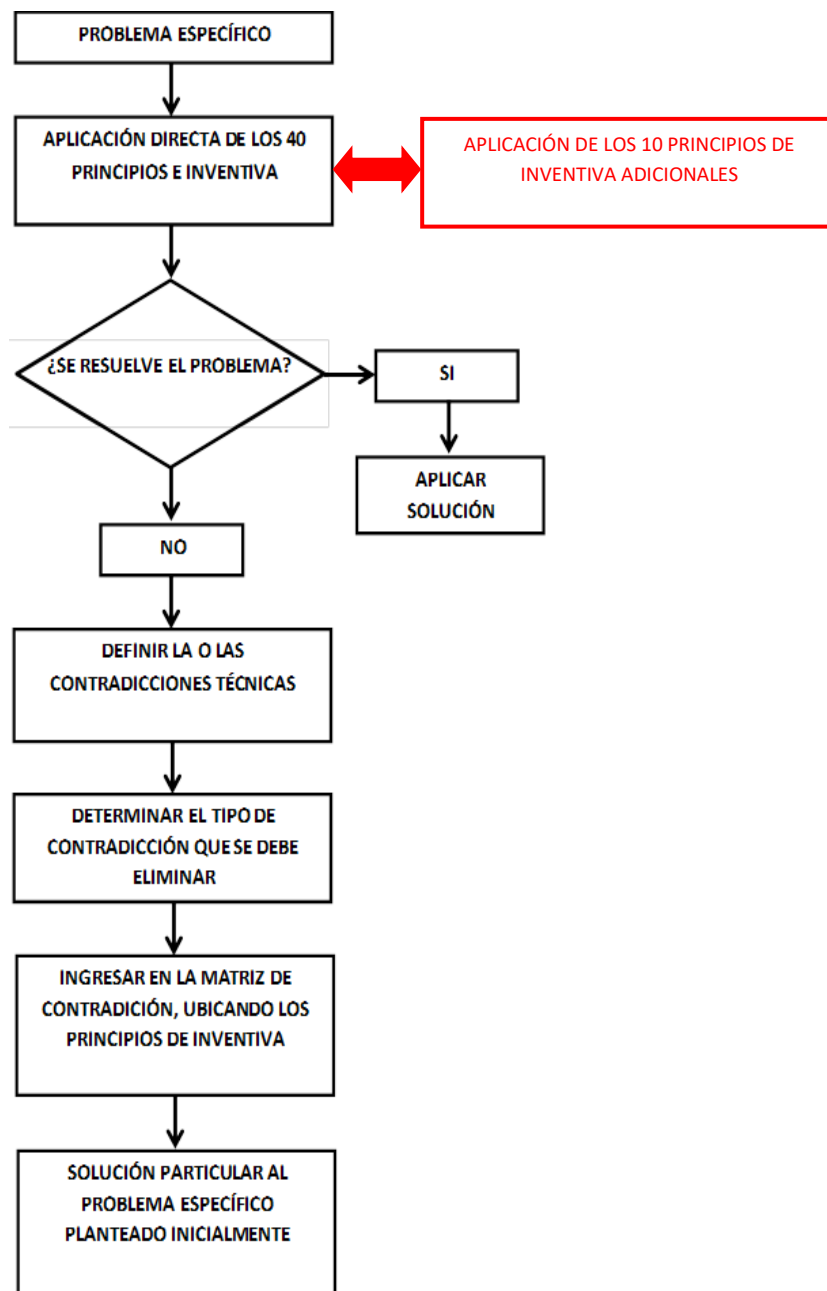 PROBLEMA ESPECÍFICO
APLICACIÓN DIRECTA DE LOS 40
PRINCIPIOS E INVENTIVA
APLICACIÓN DE LOS 10 PRINCIPIOS DE
INVENTIVA ADICIONALES
¿SE RESUELVE EL PROBLEMA?
SI
APLICAR
SOLUCIÓN
NO
DEFINIR LA O LAS
CONTRADICCIONES TÉCNICAS
DETERMINAR EL TIPO DE
CONTRADICCIÓN QUE SE DEBE
ELIMINAR
INGRESAR EN LA MATRIZ DE
CONTRADICIÓN, UBICANDO LOS
PRINCIPIOS DE INVENTIVA
SOLUCIÓN PARTICULAR AL
PROBLEMA ESPECÍFICO
PLANTEADO INICIALMENTE